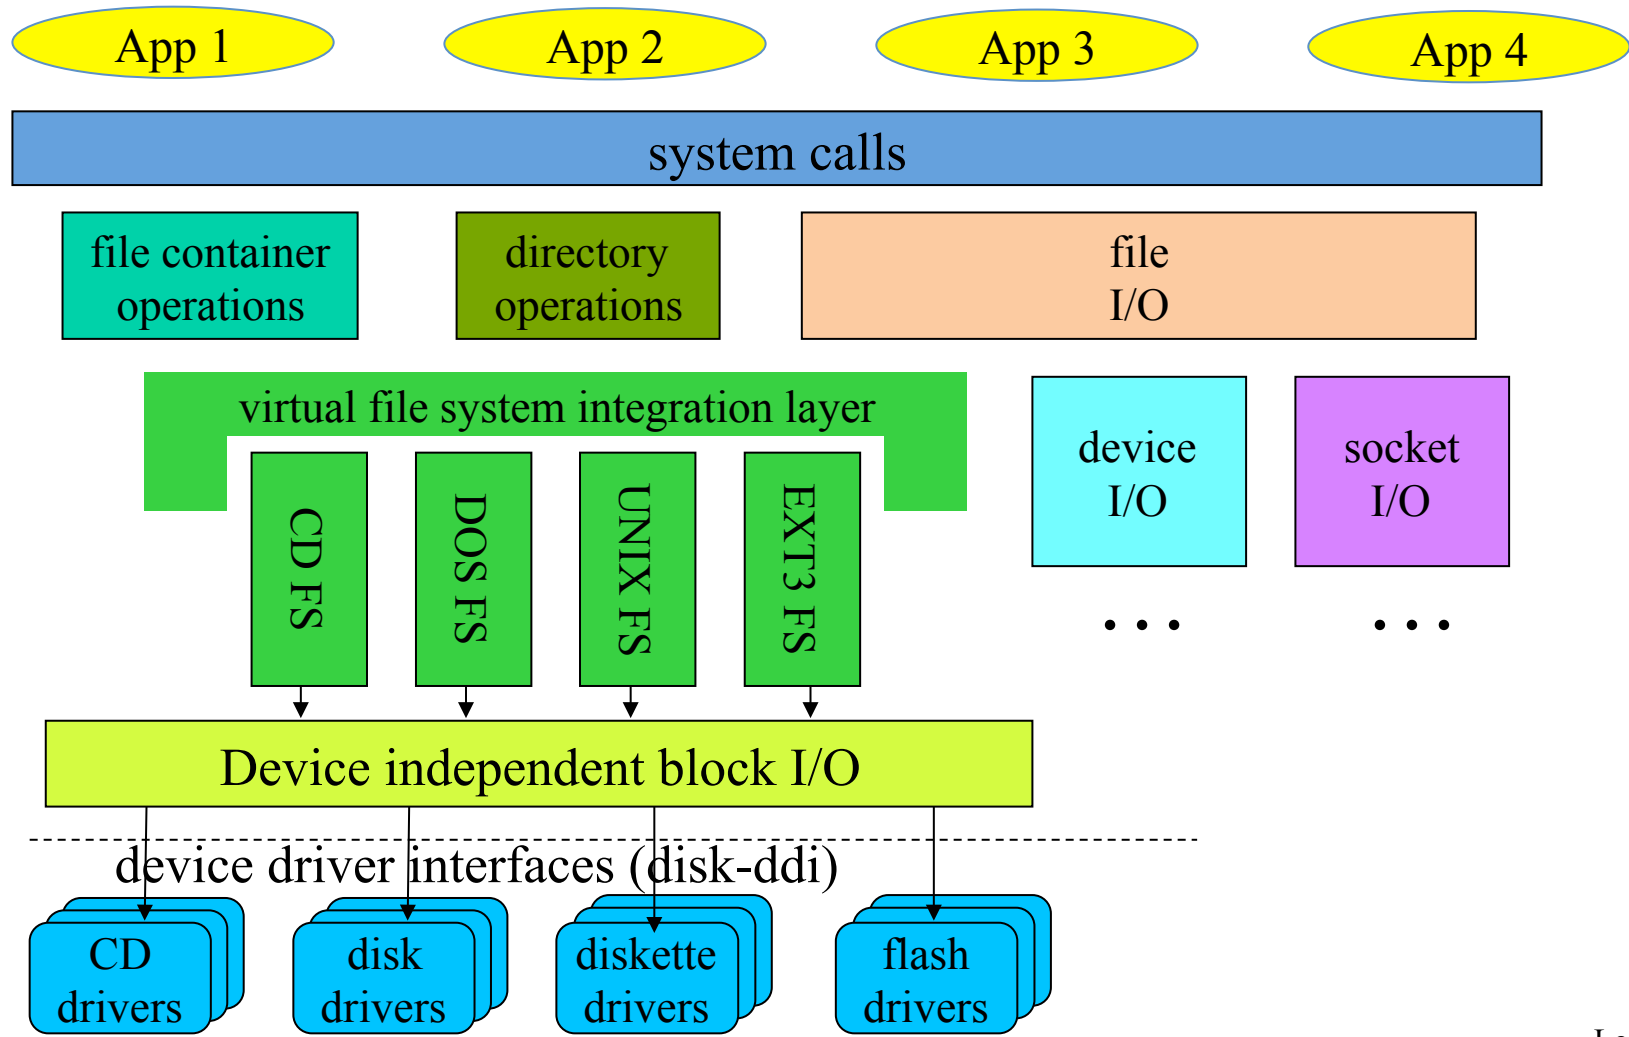 App 1
App 2
App 3
App 4
system calls
file container
operations
directory
operations
file
I/O
virtual file system integration layer
device
I/O
socket
I/O
CD FS
DOS FS
UNIX FS
EXT3 FS
...
...
Device independent block I/O
device driver interfaces (disk-ddi)
CD
drivers
disk
drivers
diskette
drivers
flash
drivers